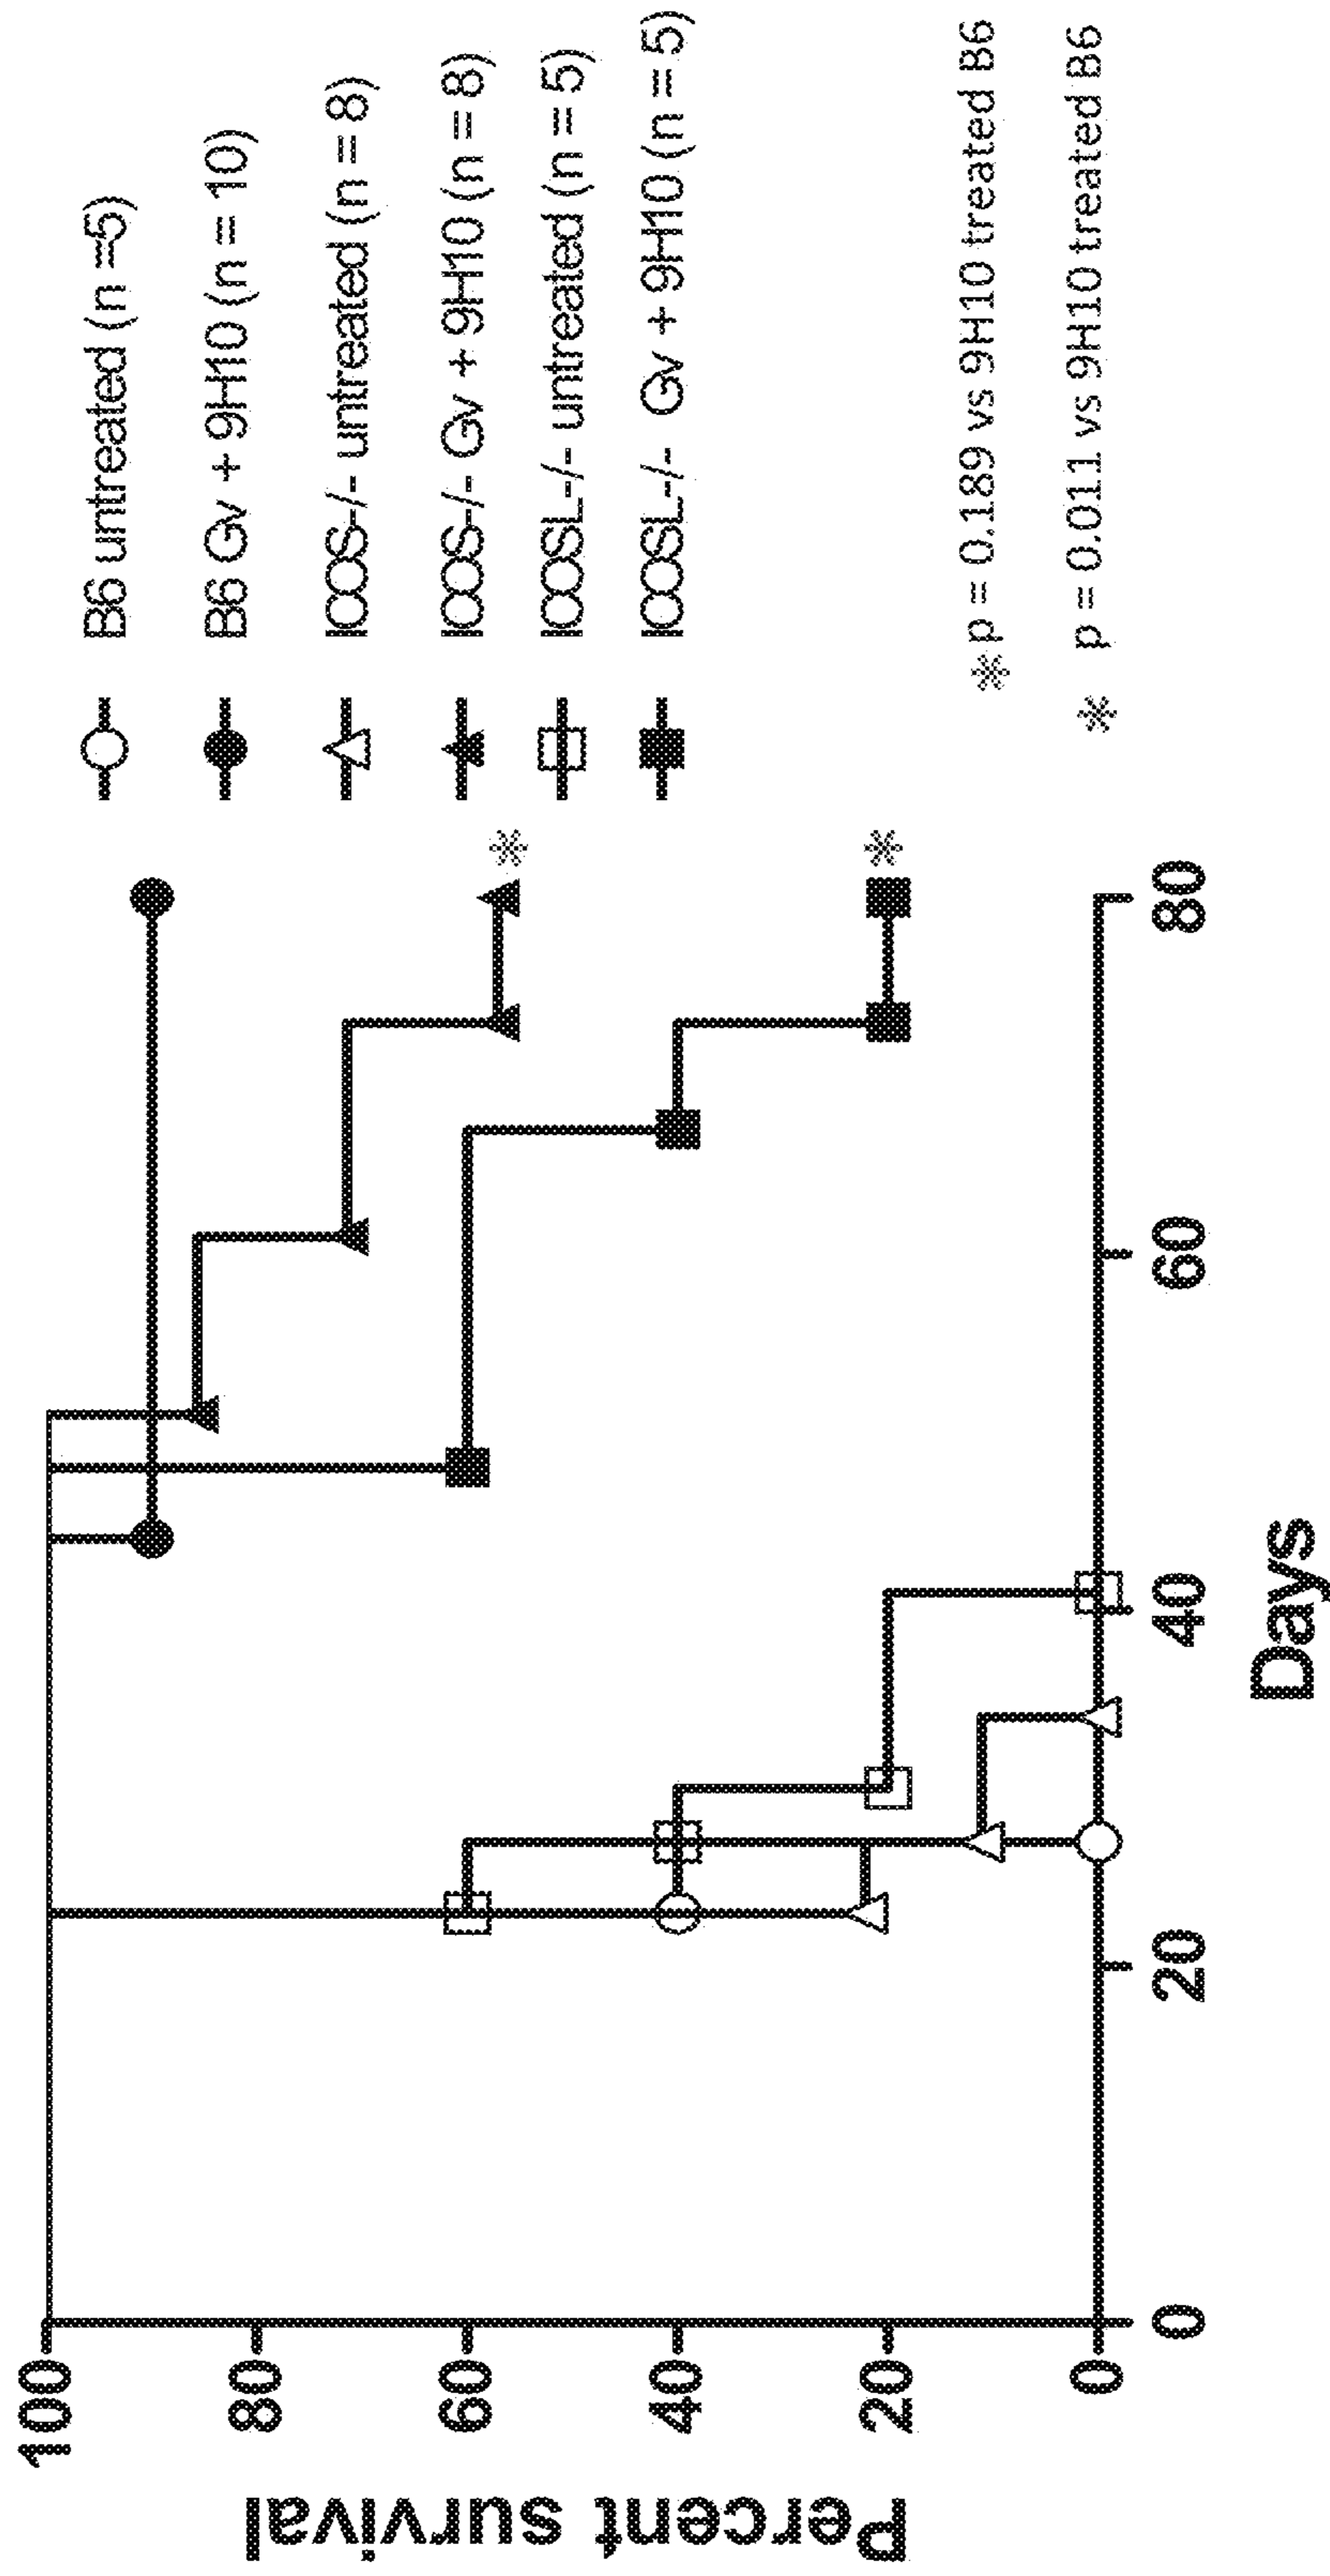 Percent survival
100
80
60
40
20
0
0
20
40
60
80
Days
B6 untreated (n =5)
B6 Gv + 9H10 (n = 10)
ICOS-/- untreated (n = 8)
ICOS-/- Gv + 9H10 (n = 8)
ICOSL-/- untreated (n = 5)
ICOSL-/- Gv + 9H10 (n = 5)
*
*
*p = 0.189 vs 9H10 treated B6
* p = 0.011 vs 9H10 treated B6